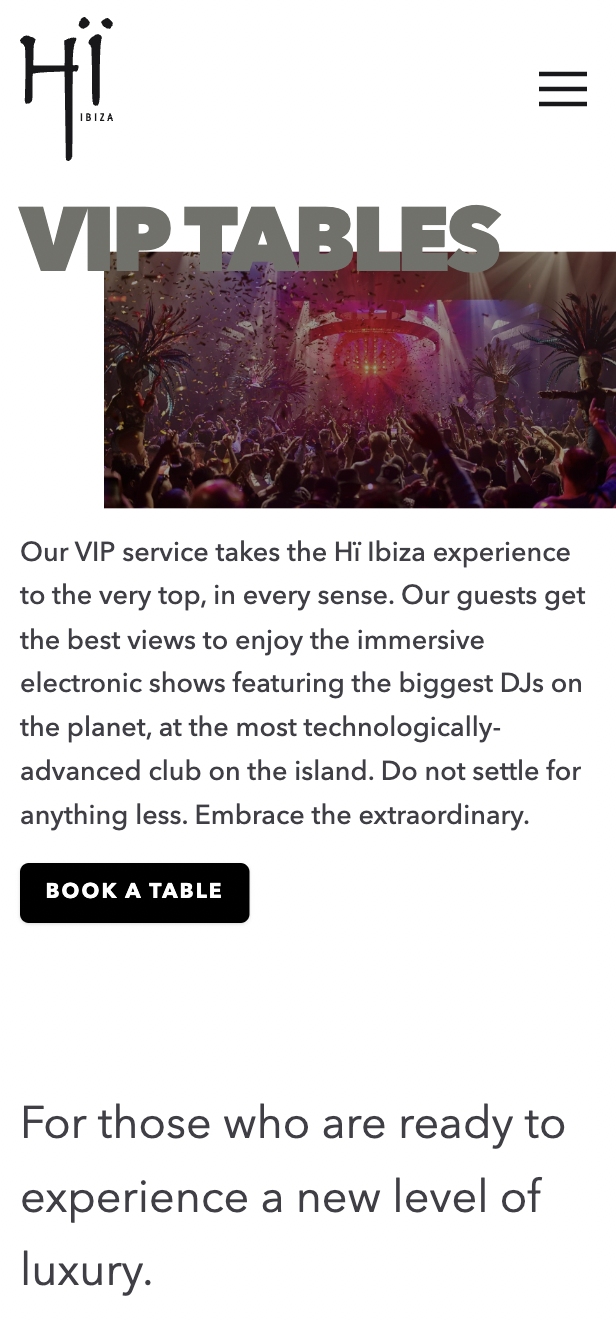 Hï
IBIZA
VIP TABLES
Our VIP service takes the Hï Ibiza experience
to the very top, in every sense. Our guests get
the best views to enjoy the immersive
electronic shows featuring the biggest DJs on
the planet, at the most technologically-
advanced club on the island. Do not settle for
anything less. Embrace the extraordinary.
BOOK A TABLE
For those who are ready to
experience a new level of
luxury.